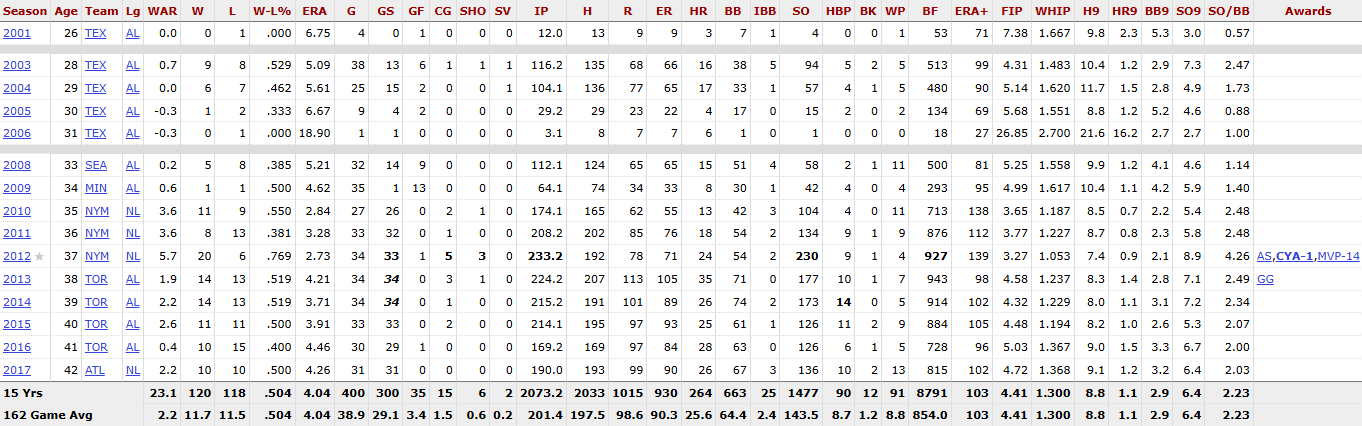 Season Age Team Lg WAR W L W-L% ERA G GS GF CG SHO SV IP H R ER HR BB IBB SO HBP BK WP BF ERA+ FIP WHIP H9 HR9 BB9 SO9 SO/BB Awards
2001 26 TEX AL 0.0 0 1 .000 6.75 4 0 1 0 0 0 12.0 13 9 9 3 7 1 4 0 0 1 53 71 7.38 1.667 9.8 2.3 5.3 3.0 0.57
2003 28 TEX AL 0.7 9 8 .529 5.09 38 13 6 1 1 1 116.2 135 68 66 16 38 5 94 5 2 5 513 99 4.31 1.483 10.4 1.2 2.9 7.3 2.47
2004 29 TEX AL 0.0 6 7 .462 5.61 25 15 2 0 0 1 104.1 136 77 65 17 33 1 57 4 1 5 480 90 5.14 1.620 11.7 1.5 2.8 4.9 1.73
2005 30 TEX AL -0.3 1 2 .333 6.67 9 4 2 0 0 0 29.2 29 23 22 4 17 0 15 2 0 2 134 69 5.68 1.551 8.8 1.2 5.2 4.6 0.88
2006 31 TEX AL -0.3 0 1 .000 18.90 1 1 0 0 0 0 3.1 8 7 7 6 1 0 1 0 0 0 18 27 26.85 2.700 21.6 16.2 2.7 2.7 1.00
2008 33 SEA AL 0.2 5 8 .385 5.21 32 14 9 0 0 0 112.1 124 65 65 15 51 4 58 2 1 11 500 81 5.25 1.558 9.9 1.2 4.1 4.6 1.14
2009 34 MIN AL 0.6 1 1 .500 4.62 35 1 13 0 0 0 64.1 74 34 33 8 30 1 42 4 0 4 293 95 4.99 1.617 10.4 1.1 4.2 5.9 1.40
2010 35 NYM NL 3.6 11 9 .550 2.84 27 26 0 2 1 0 174.1 165 62 55 13 42 3 104 4 0 11 713 138 3.65 1.187 8.5 0.7 2.2 5.4 2.48
2011 36 NYM NL 3.6 8 13 .381 3.28 33 32 0 1 0 0 208.2 202 85 76 18 54 2 134 9 1 9 876 112 3.77 1.227 8.7 0.8 2.3 5.8 2.48
2012 ★ 37 NYM NL 5.7 20 6 .769 2.73 34 33 1 5 3 0 233.2 192 78 71 24 54 2 230 9 1 4 927 139 3.27 1.053 7.4 0.9 2.1 8.9 4.26 AS,CYA-1,MVP-14
2013 38 TOR AL 1.9 14 13 .519 4.21 34 34 0 3 1 0 224.2 207 113 105 35 71 0 177 10 1 7 943 98 4.58 1.237 8.3 1.4 2.8 7.1 2.49 GG
2014 39 TOR AL 2.2 14 13 .519 3.71 34 34 0 1 0 0 215.2 191 101 89 26 74 2 173 14 0 5 914 102 4.32 1.229 8.0 1.1 3.1 7.2 2.34
2015 40 TOR AL 2.6 11 11 .500 3.91 33 33 0 2 0 0 214.1 195 97 93 25 61 1 126 11 2 9 884 105 4.48 1.194 8.2 1.0 2.6 5.3 2.07
2016 41 TOR AL 0.4 10 15 .400 4.46 30 29 1 0 0 0 169.2 169 97 84 28 63 0 126 6 1 5 728 96 5.03 1.367 9.0 1.5 3.3 6.7 2.00
2017 42 ATL NL 2.2 10 10 .500 4.26 31 31 0 0 0 0 190.0 193 99 90 26 67 3 136 10 2 13 815 102 4.72 1.368 9.1 1.2 3.2 6.4 2.03
15 Yrs 23.1 120 118 .504 4.04 400 300 35 15 6 2 2073.2 2033 1015 930 264 663 25 1477 90 12 91 8791 103 4.41 1.300 8.8 1.1 2.9 6.4 2.23
162 Game Avg 2.2 11.7 11.5 .504 4.04 38.9 29.1 3.4 1.5 0.6 0.2 201.4 197.5 98.6 90.3 25.6 64.4 2.4 143.5 8.7 1.2 8.8 854.0 103 4.41 1.300 8.8 1.1 2.9 6.4 2.23